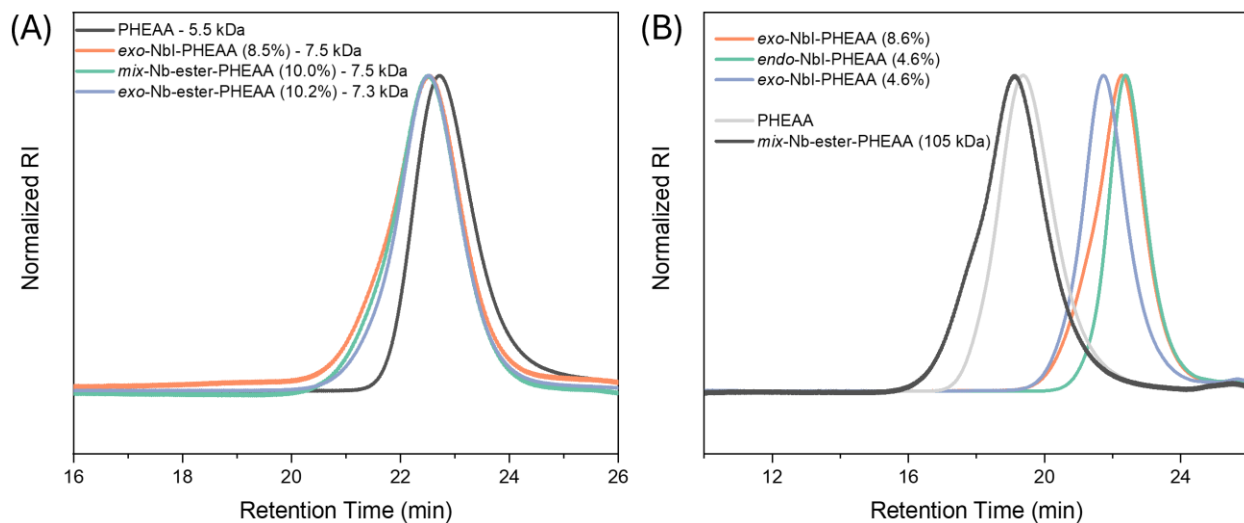 (A)
PHEAA - 5.5 kDa
exo-NbI-PHEAA (8.5%) - 7.5 kDa
mix-Nb-ester-PHEAA (10.0%) - 7.5 kDa
exo-Nb-ester-PHEAA (10.2%) - 7.3 kDa
Normalized RI
16 18 20 22 24 26
Retention Time (min)
(B)
exo-NbI-PHEAA (8.6%)
endo-NbI-PHEAA (4.6%)
exo-NbI-PHEAA (4.6%)
PHEAA
mix-Nb-ester-PHEAA (105 kDa)
Normalized RI
12 16 20 24
Retention Time (min)